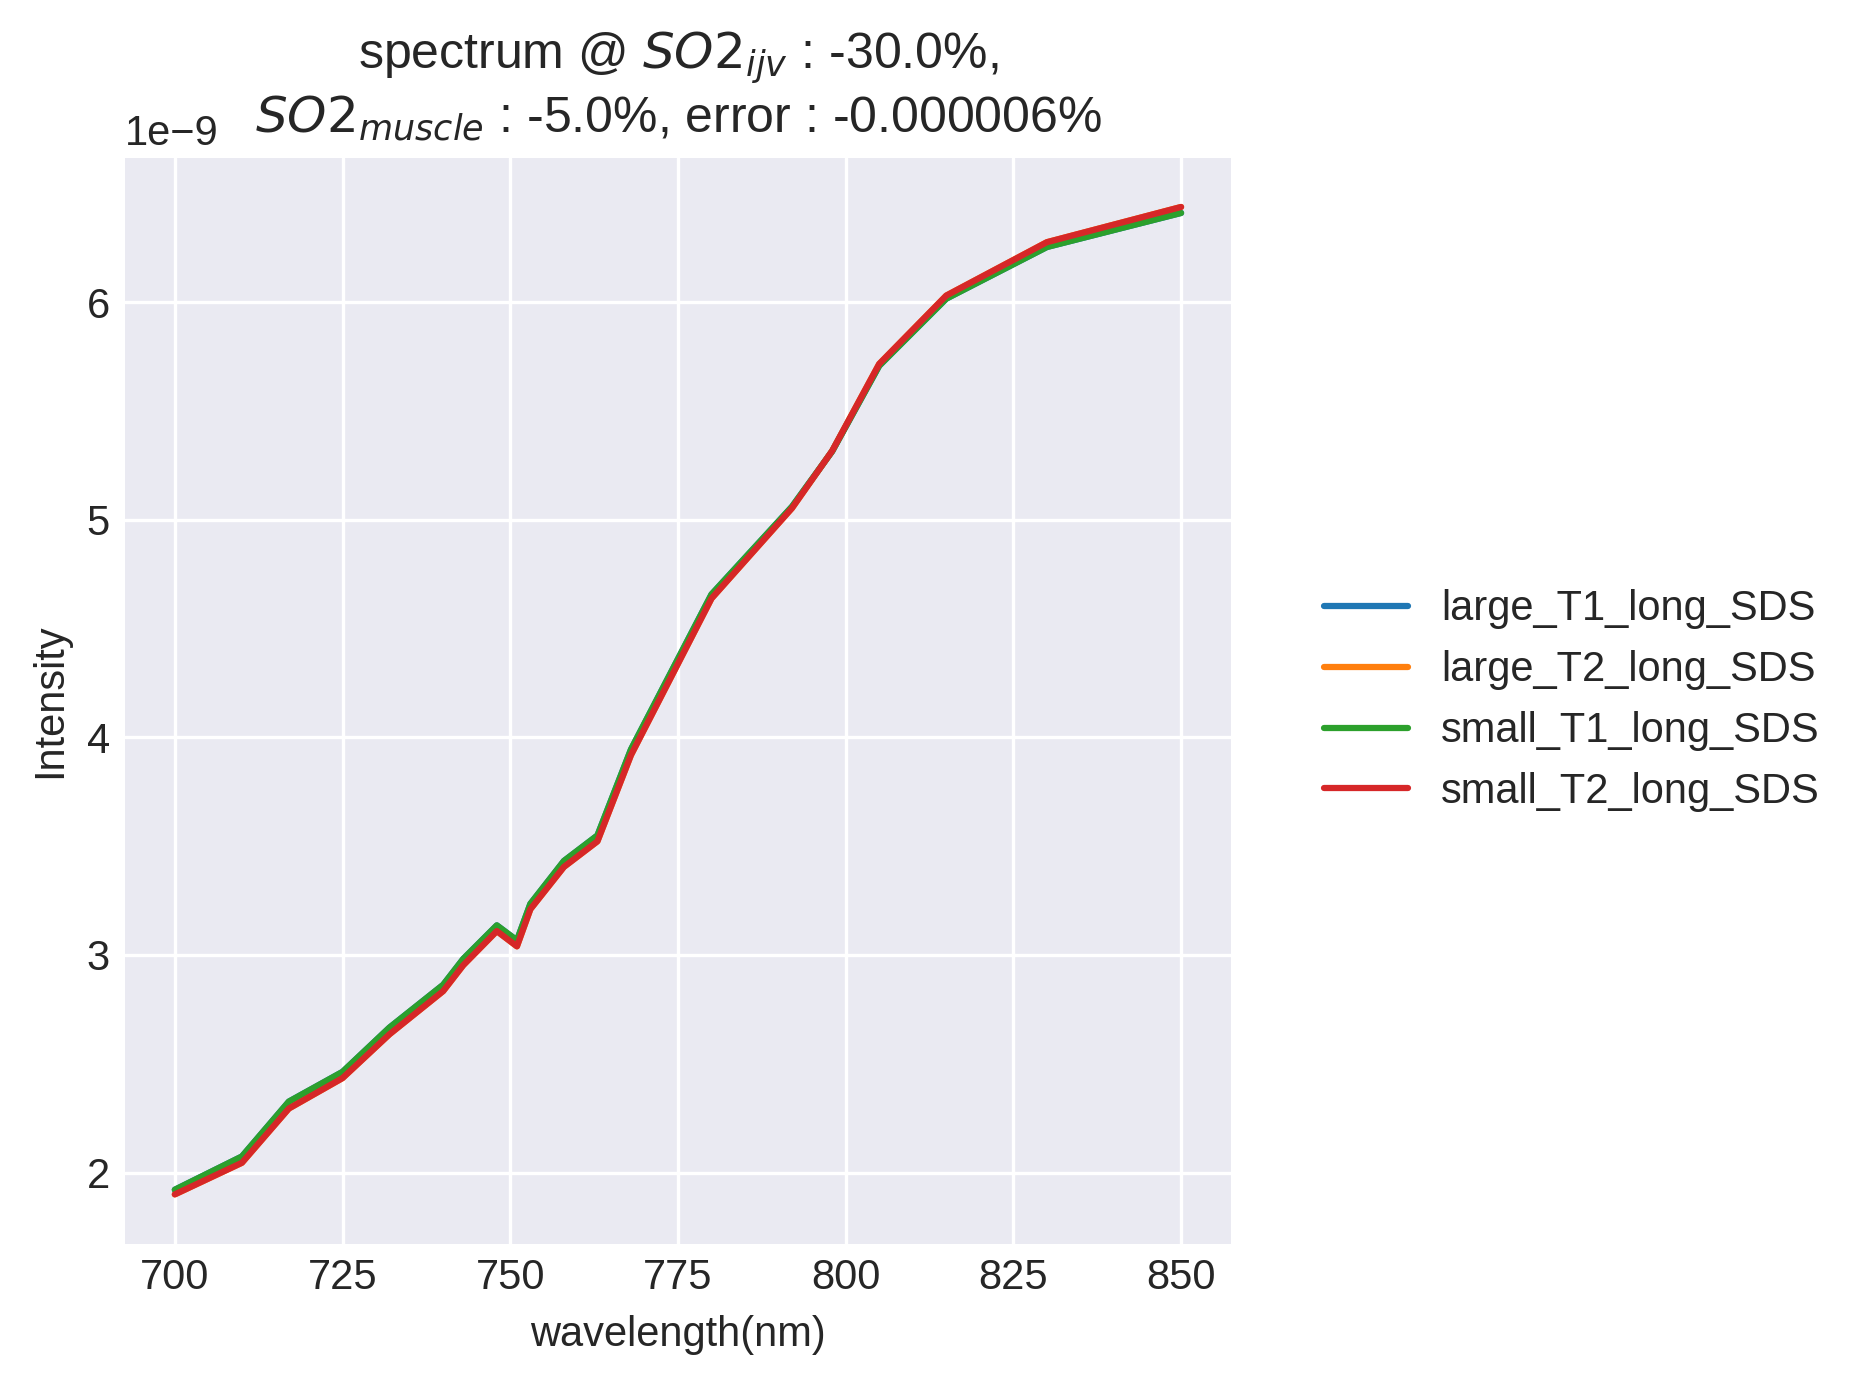 spectrum @ SO2ijv : -30.0%,
SO2muscle : -5.0%, error : -0.000006%
1e−9
6
5
4
3
2
Intensity
700 725 750 775 800 825 850
wavelength(nm)
large_T1_long_SDS
large_T2_long_SDS
small_T1_long_SDS
small_T2_long_SDS